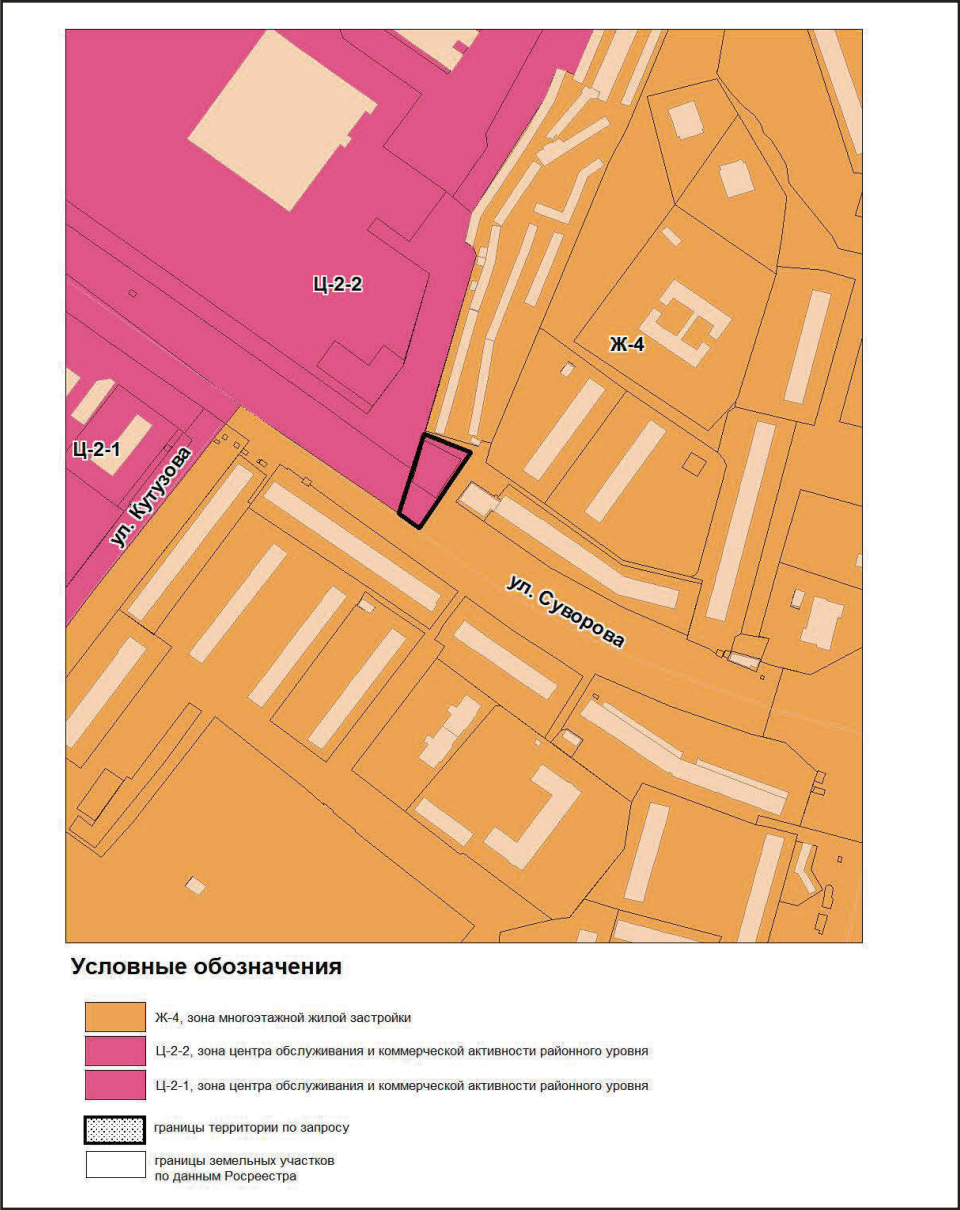 Ц-2-2
Ж-4
Ц-2-1
ул. Кутузова
ул. Суворова
Условные обозначения
Ж-4, зона многоэтажной жилой застройки
Ц-2-2, зона центра обслуживания и коммерческой активности районного уровня
Ц-2-1, зона центра обслуживания и коммерческой активности районного уровня
границы территории по запросу
границы земельных участков
по данным Росреестра